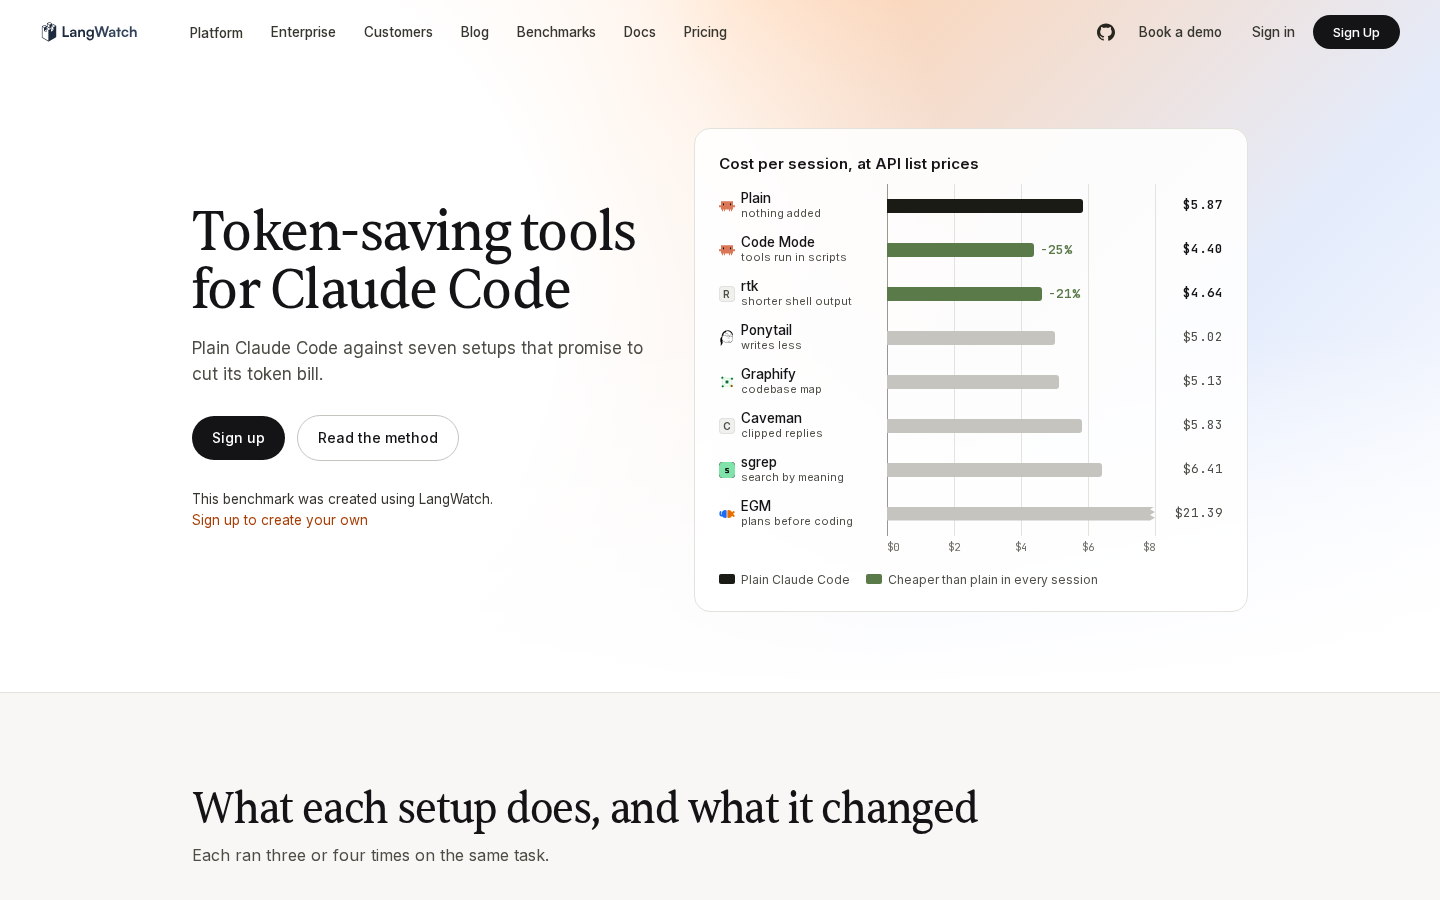 LangWatch
Platform
Enterprise
Customers
Blog
Benchmarks
Docs
Pricing
Book a demo
Sign in
Sign Up
Token-saving tools
for Claude Code
Plain Claude Code against seven setups that promise to
cut its token bill.
Sign up
Read the method
This benchmark was created using LangWatch.
Sign up to create your own
Cost per session, at API list prices
Plain
nothing added
$5.87
Code Mode
tools run in scripts
-25%
$4.40
R
rtk
shorter shell output
-21%
$4.64
Ponytail
writes less
$5.02
Graphify
codebase map
$5.13
C
Caveman
clipped replies
$5.83
s
sgrep
search by meaning
$6.41
EGM
plans before coding
$21.39
$0
$2
$4
$6
$8
Plain Claude Code
Cheaper than plain in every session
What each setup does, and what it changed
Each ran three or four times on the same task.